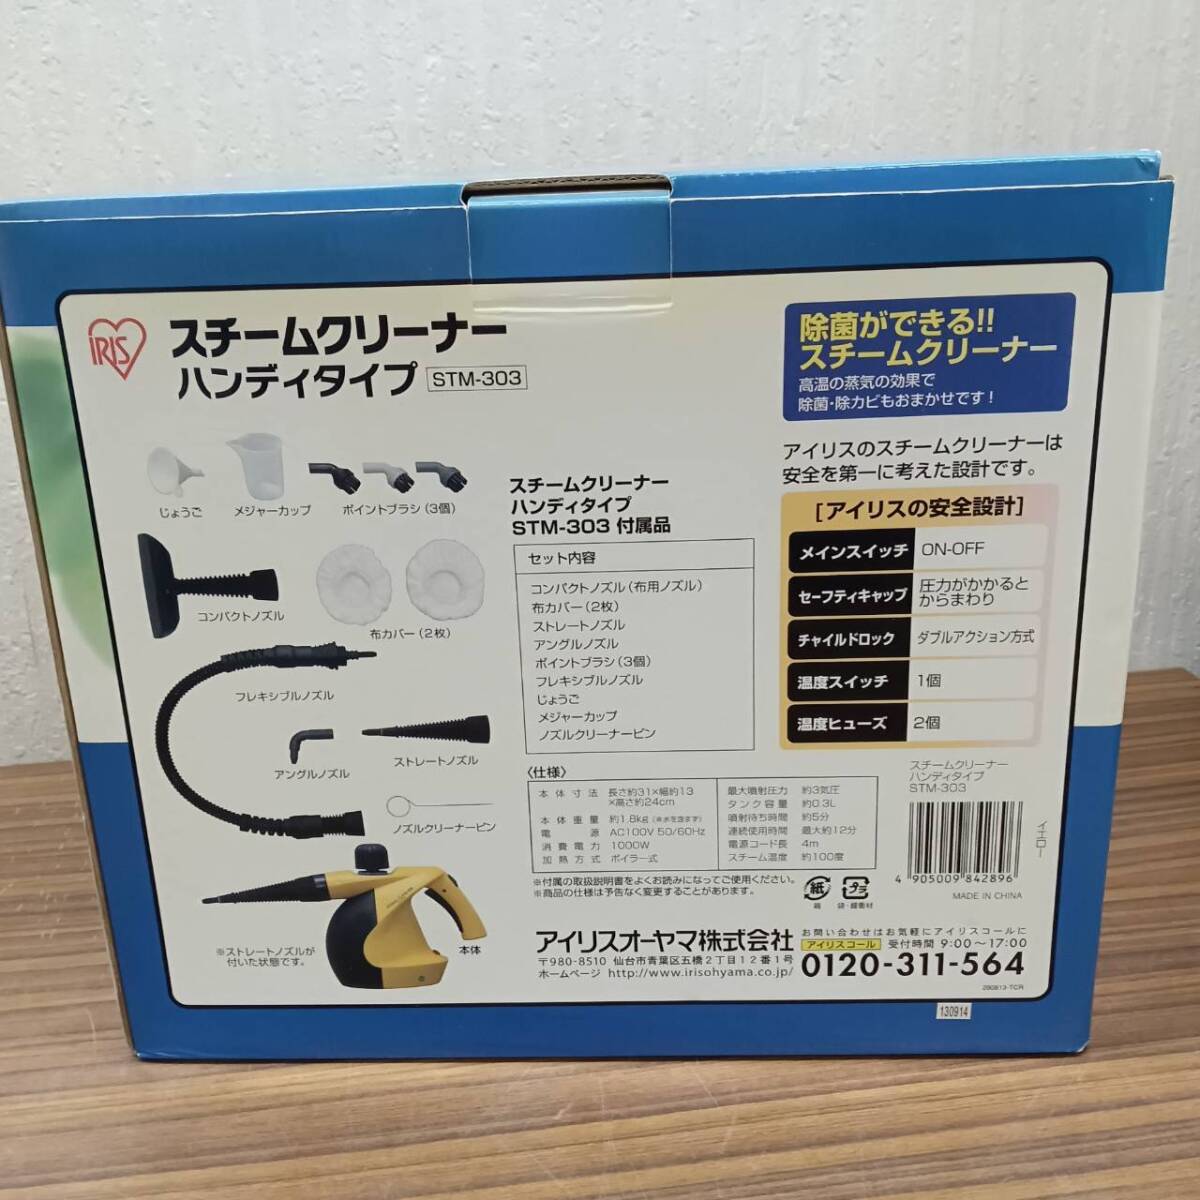 IRIS
スチームクリーナー
ハンディタイプ STM-303
じょうご
メジャーカップ
ポイントブラシ(3個)
コンパクトノズル
布カバー(2枚)
フレキシブルノズル
アングルノズル
ストレートノズル
ノズルクリーナーピン
※ストレートノズルが
付いた状態です。
本体
スチームクリーナー
ハンディタイプ
STM-303 付属品
セット内容
コンパクトノズル(布用ノズル)
布カバー(2枚)
ストレートノズル
アングルノズル
ポイントブラシ(3個)
フレキシブルノズル
じょうご
メジャーカップ
ノズルクリーナーピン
除菌ができる!!
スチームクリーナー
高温の蒸気の効果で
除菌・除カビもおまかせです!
アイリスのスチームクリーナーは
安全を第一に考えた設計です。
[アイリスの安全設計]
メインスイッチ ON-OFF
セーフティキャップ 圧力がかかると
からまわり
チャイルドロック ダブルアクション方式
温度スイッチ 1個
温度ヒューズ 2個
〈仕様〉
本体寸法 長さ約31×幅約13
×高さ約24cm
本体重量 約1.8kg(※水を含まず)
電源 AC100V 50/60Hz
消費電力 1000W
加熱方式 ボイラー式
最大噴射圧力 約3気圧
タンク容量 約0.3L
噴射待ち時間 約5分
連続使用時間 最大約12分
電源コード長 4m
スチーム温度 約100度
※付属の取扱説明書をよくお読みになってご使用ください。
※商品の仕様は予告なく変更することがあります。
スチームクリーナー
ハンディタイプ
STM-303
イエロー
4 905009 842896
MADE IN CHINA
紙
箱
プラ
袋・緩衝材
アイリスオーヤマ株式会社
〒980-8510 仙台市青葉区五橋2丁目12番1号
ホームページ http://www.irisohyama.co.jp/
お問い合わせはお気軽にアイリスコールに
アイリスコール 受付時間 9:00〜17:00
0120-311-564
280813-TCR
130914